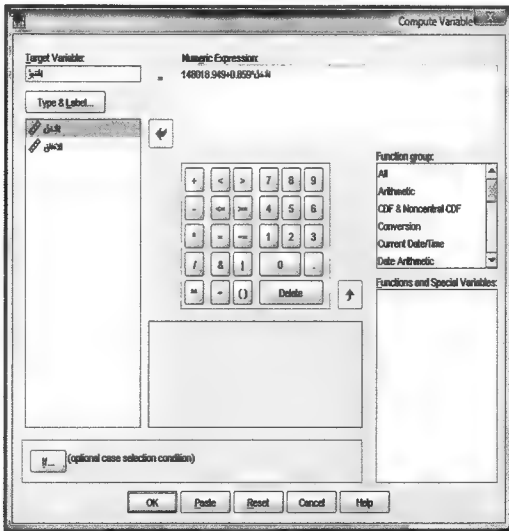 Compute Variable
Target Variable:
Numeric Expression:
التنبؤ
=
148018.949+0.859*الدخل
Type & Label...
الدخل
الانفاق
Function group:
All
Arithmetic
CDF & Noncentral CDF
Conversion
Current Date/Time
Date Arithmetic
+ < > 7 8 9
- <= >= 4 5 6
* = ~= 1 2 3
/ & | 0 .
** ~ () Delete
Functions and Special Variables:
If... (optional case selection condition)
OK Paste Reset Cancel Help